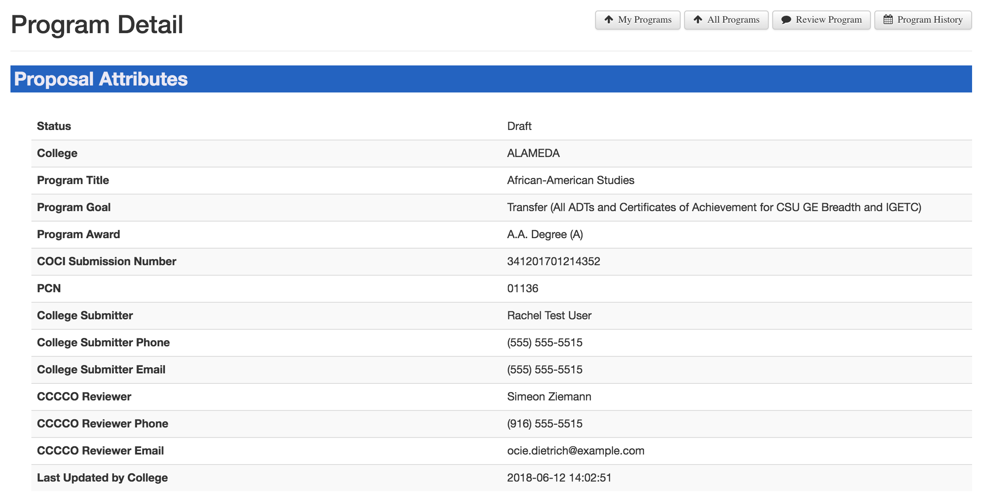 Program Detail
My Programs
All Programs
Review Program
Program History
Proposal Attributes
Status Draft
College ALAMEDA
Program Title African-American Studies
Program Goal Transfer (All ADTs and Certificates of Achievement for CSU GE Breadth and IGETC)
Program Award A.A. Degree (A)
COCI Submission Number 341201701214352
PCN 01136
College Submitter Rachel Test User
College Submitter Phone (555) 555-5515
College Submitter Email (555) 555-5515
CCCCO Reviewer Simeon Ziemann
CCCCO Reviewer Phone (916) 555-5515
CCCCO Reviewer Email ocie.dietrich@example.com
Last Updated by College 2018-06-12 14:02:51